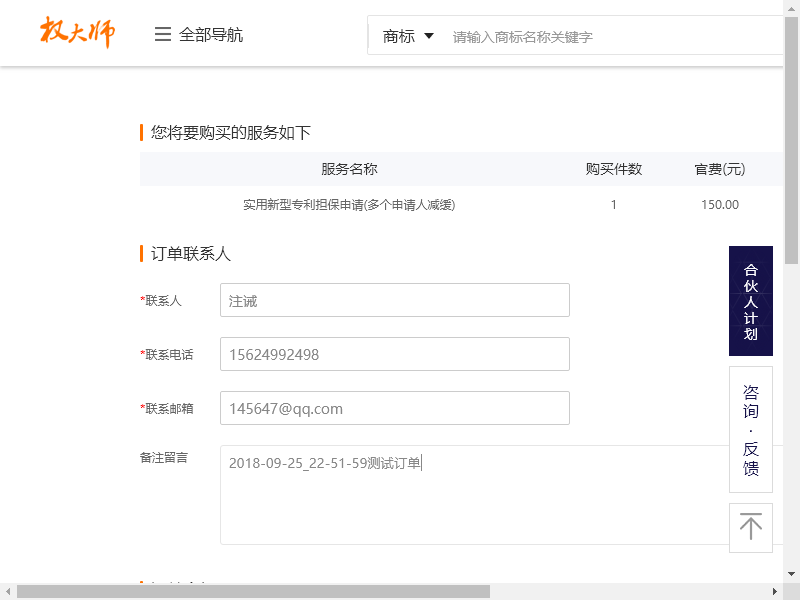 权大师
全部导航
商标
请输入商标名称关键字
您将要购买的服务如下
服务名称 购买件数 官费(元)
实用新型专利担保申请(多个申请人减缓) 1 150.00
订单联系人
*联系人 注诚
*联系电话 15624992498
*联系邮箱 145647@qq.com
备注留言 2018-09-25_22-51-59测试订单
合伙人计划
咨询·反馈